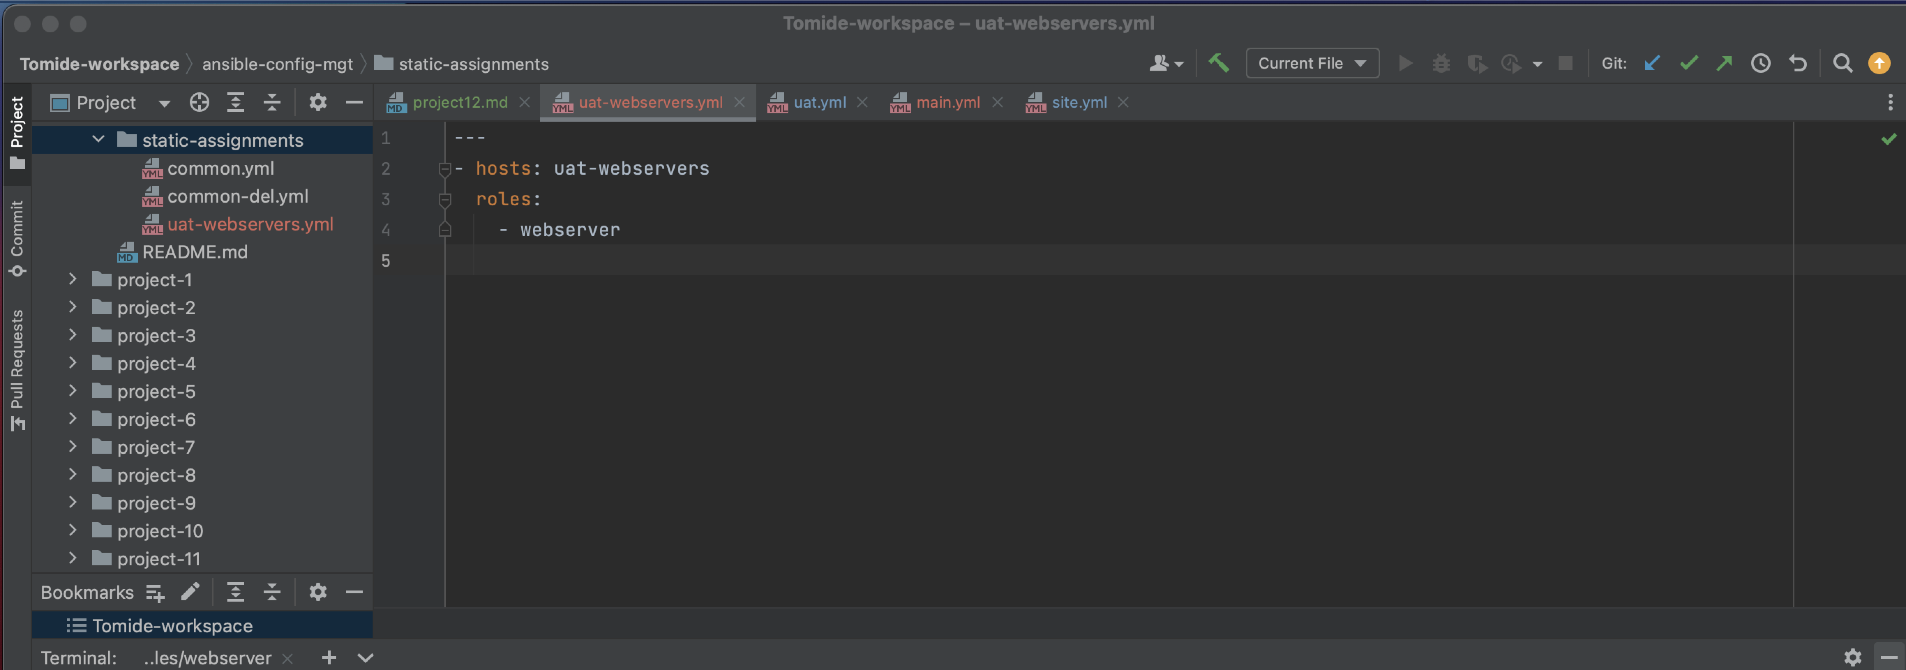 Tomide-workspace – uat-webservers.yml
Tomide-workspace ansible-config-mgt static-assignments
Current File Git:
Project
project12.md uat-webservers.yml uat.yml main.yml site.yml
Project
Commit
Pull Requests
static-assignments
common.yml
common-del.yml
uat-webservers.yml
README.md
project-1
project-2
project-3
project-4
project-5
project-6
project-7
project-8
project-9
project-10
project-11
1 ---
2 - hosts: uat-webservers
3 roles:
4 - webserver
5
Bookmarks
Tomide-workspace
Terminal: ..les/webserver